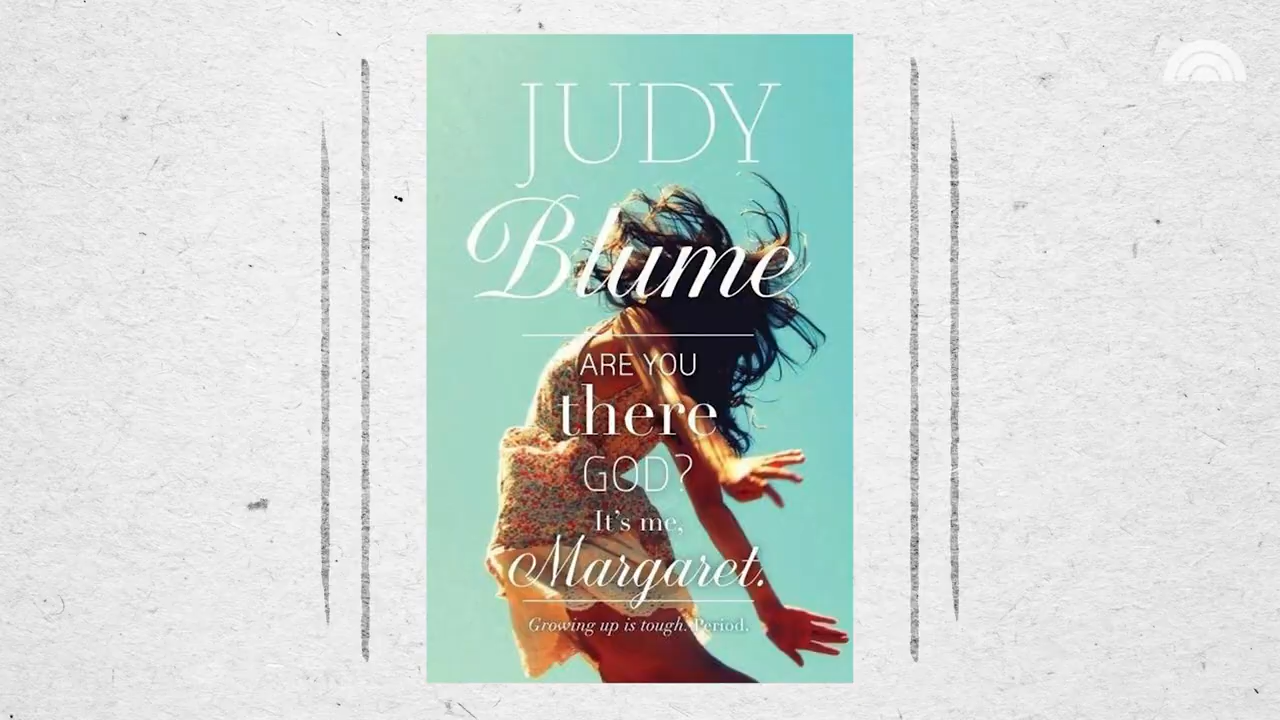 JUDY
Blume
ARE YOU
there
GOD?
It's me,
Margaret.
Growing up is tough. Period.